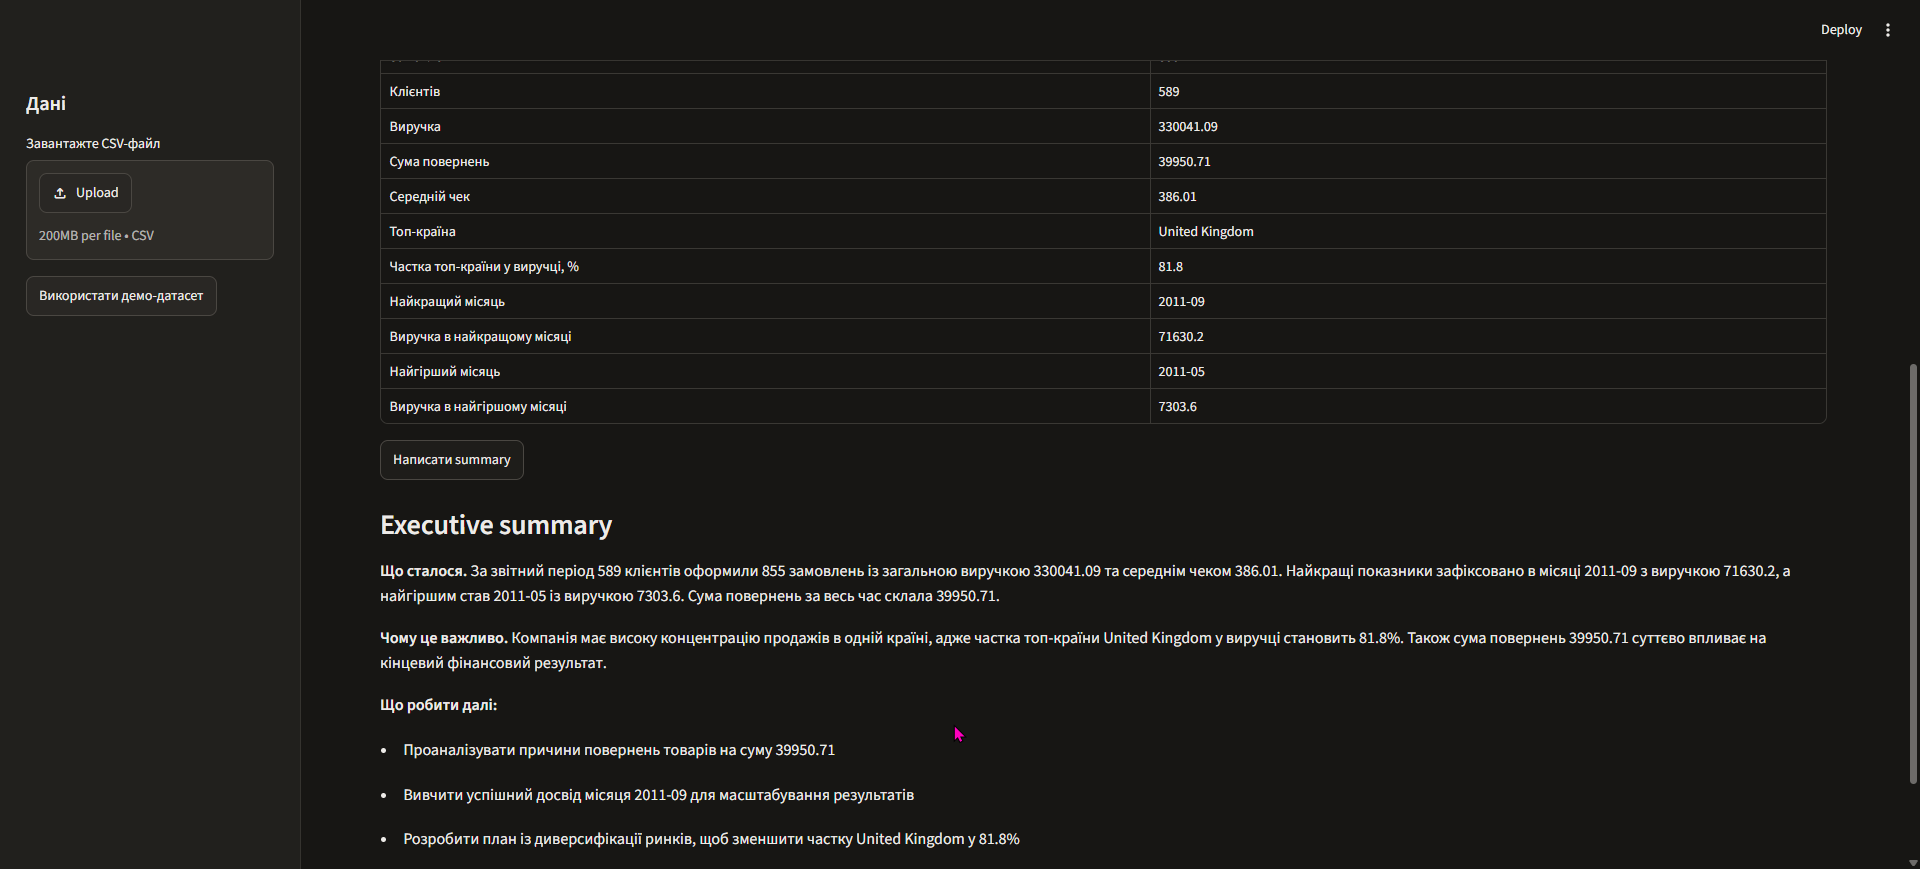 Deploy
Дані
Завантажте CSV-файл
Upload
200MB per file • CSV
Використати демо-датасет
Клієнтів 589
Виручка 330041.09
Сума повернень 39950.71
Середній чек 386.01
Топ-країна United Kingdom
Частка топ-країни у виручці, % 81.8
Найкращий місяць 2011-09
Виручка в найкращому місяці 71630.2
Найгірший місяць 2011-05
Виручка в найгіршому місяці 7303.6
Написати summary
Executive summary
Що сталося. За звітний період 589 клієнтів оформили 855 замовлень із загальною виручкою 330041.09 та середнім чеком 386.01. Найкращі показники зафіксовано в місяці 2011-09 з виручкою 71630.2, а
найгіршим став 2011-05 із виручкою 7303.6. Сума повернень за весь час склала 39950.71.
Чому це важливо. Компанія має високу концентрацію продажів в одній країні, адже частка топ-країни United Kingdom у виручці становить 81.8%. Також сума повернень 39950.71 суттєво впливає на
кінцевий фінансовий результат.
Що робити далі:
• Проаналізувати причини повернень товарів на суму 39950.71
• Вивчити успішний досвід місяця 2011-09 для масштабування результатів
• Розробити план із диверсифікації ринків, щоб зменшити частку United Kingdom у 81.8%